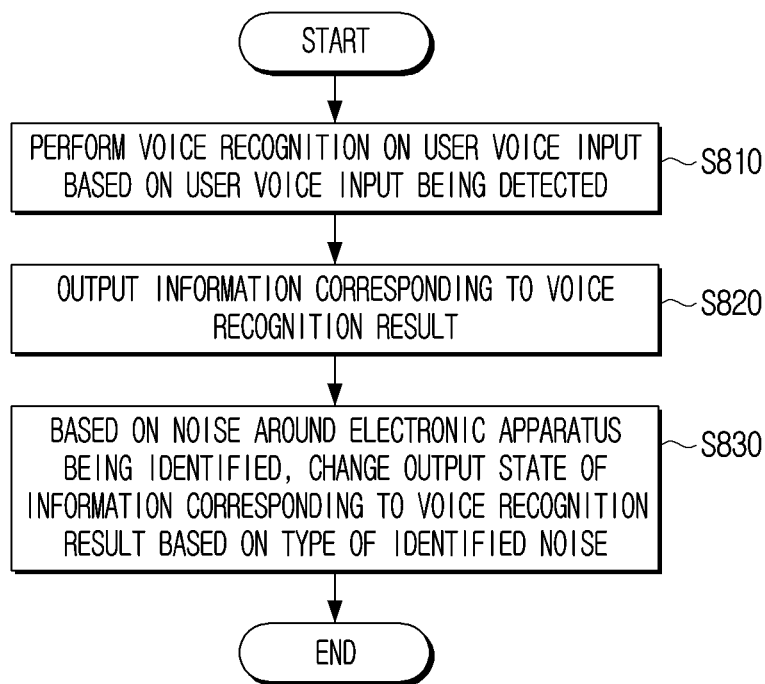 START
PERFORM VOICE RECOGNITION ON USER VOICE INPUT
BASED ON USER VOICE INPUT BEING DETECTED
S810
OUTPUT INFORMATION CORRESPONDING TO VOICE
RECOGNITION RESULT
S820
BASED ON NOISE AROUND ELECTRONIC APPARATUS
BEING IDENTIFIED, CHANGE OUTPUT STATE OF
INFORMATION CORRESPONDING TO VOICE RECOGNITION
RESULT BASED ON TYPE OF IDENTIFIED NOISE
S830
END